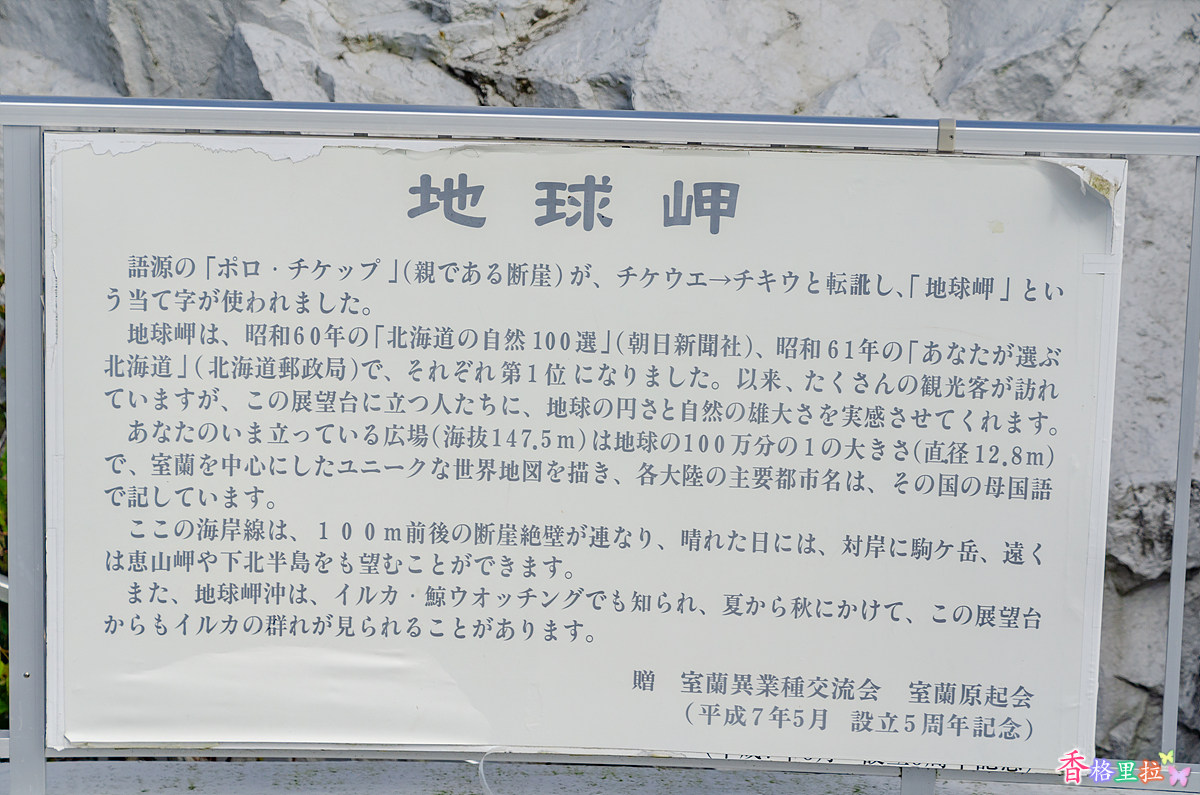 地球岬
語源の「ポロ・チケップ」(親である断崖)が、チケウエ→チキウと転訛し、「地球岬」とい
う当て字が使われました。
地球岬は、昭和60年の「北海道の自然100選」(朝日新聞社)、昭和61年の「あなたが選ぶ
北海道」(北海道郵政局)で、それぞれ第1位になりました。以来、たくさんの観光客が訪れ
ていますが、この展望台に立つ人たちに、地球の円さと自然の雄大さを実感させてくれます。
あなたのいま立っている広場(海抜147.5m)は地球の100万分の1の大きさ(直径12.8m)
で、室蘭を中心にしたユニークな世界地図を描き、各大陸の主要都市名は、その国の母国語
で記しています。
ここの海岸線は、100m前後の断崖絶壁が連なり、晴れた日には、対岸に駒ケ岳、遠く
は恵山岬や下北半島をも望むことができます。
また、地球岬沖は、イルカ・鯨ウオッチングでも知られ、夏から秋にかけて、この展望台
からもイルカの群れが見られることがあります。
贈 室蘭異業種交流会 室蘭原起会
(平成7年5月 設立5周年記念)
香格里拉